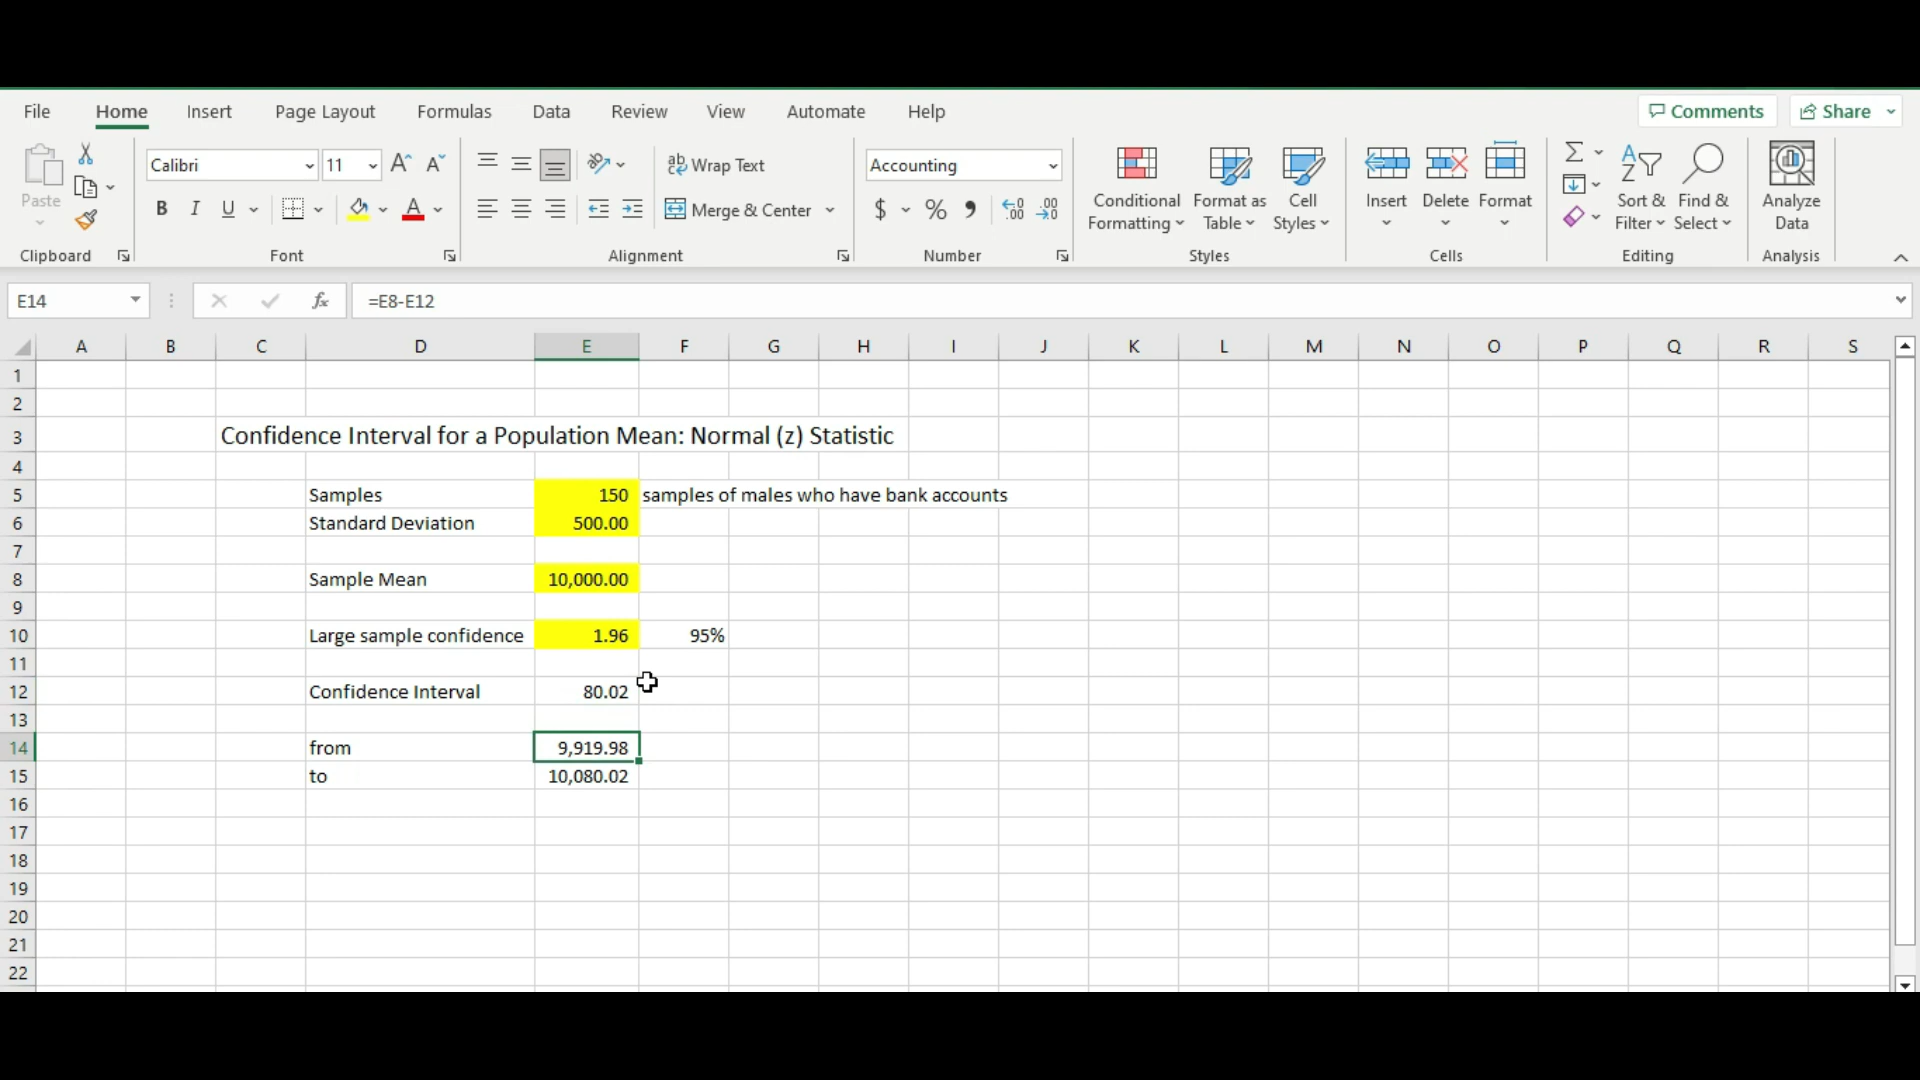 File Home Insert Page Layout Formulas Data Review View Automate Help Comments Share
Calibri 11 Wrap Text Accounting
Paste B I U A Merge & Center $ % Conditional Formatting Format as Table Cell Styles Insert Delete Format Sort & Filter Find & Select Analyze Data
Clipboard Font Alignment Number Styles Cells Editing Analysis
E14 fx =E8-E12
A B C D E F G H I J K L M N O P Q R S
1
2
3 Confidence Interval for a Population Mean: Normal (z) Statistic
4
5 Samples 150 samples of males who have bank accounts
6 Standard Deviation 500.00
7
8 Sample Mean 10,000.00
9
10 Large sample confidence 1.96 95%
11
12 Confidence Interval 80.02
13
14 from 9,919.98
15 to 10,080.02
16
17
18
19
20
21
22